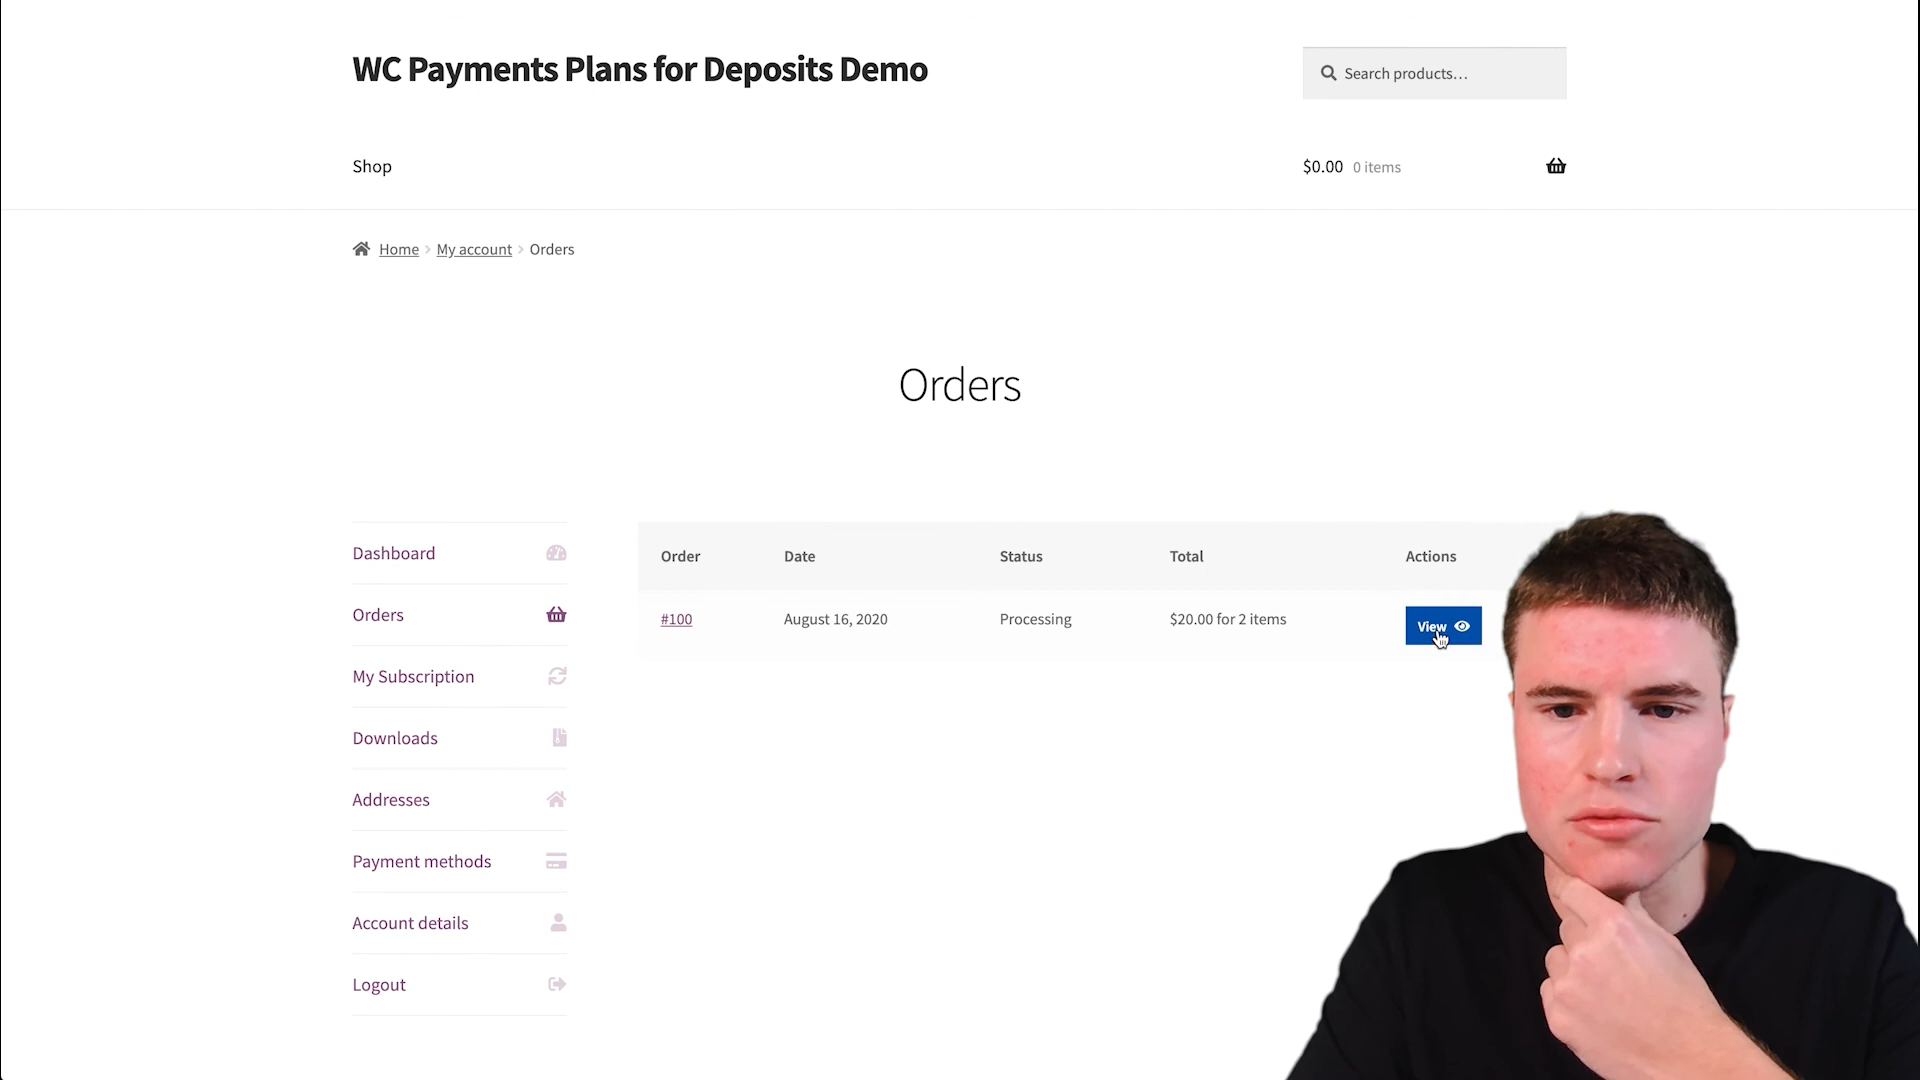 WC Payments Plans for Deposits Demo
Search products…
Shop
$0.00 0 items
Home › My account › Orders
Orders
Dashboard
Orders
My Subscription
Downloads
Addresses
Payment methods
Account details
Logout
Order Date Status Total Actions
#100 August 16, 2020 Processing $20.00 for 2 items View